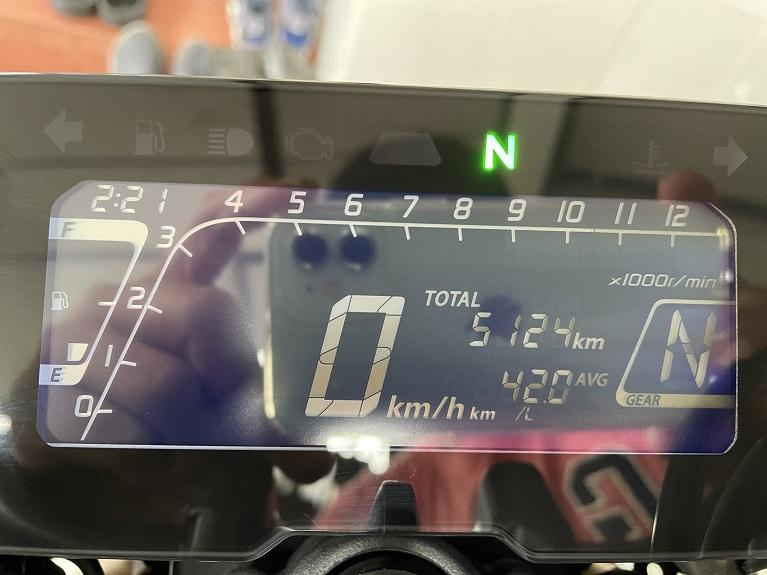 N
2:21
4 5 6 7 8 9 10 11 12
F
3
x1000r/min
2
TOTAL
5124km
N
1
E
42.0 AVG
0
0 km/h km/L
GEAR